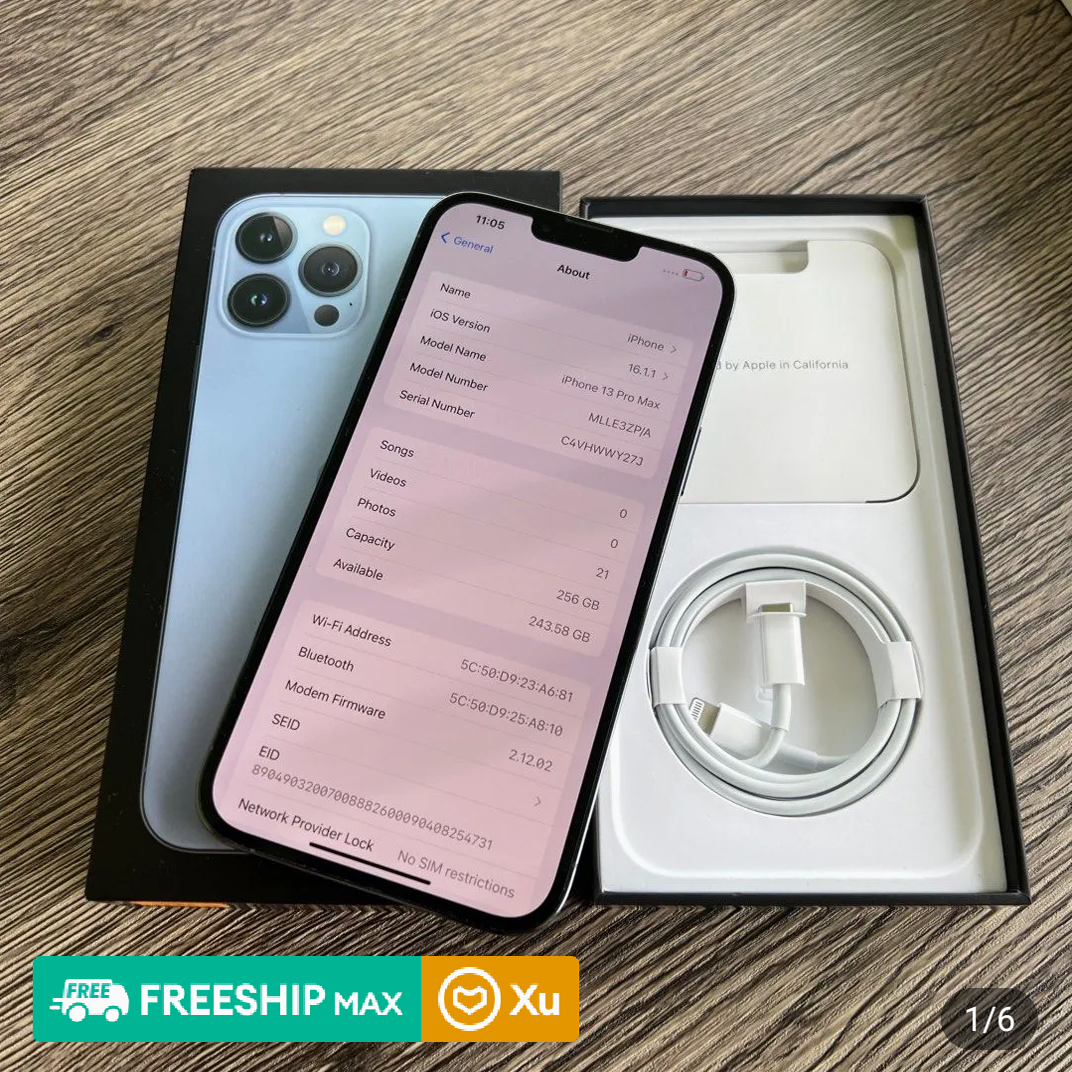 11:05
General
About
Name
iPhone
iOS Version
16.1.1
Model Name
iPhone 13 Pro Max
Model Number
MLLE3ZP/A
Serial Number
C4VHWWY27J
Songs
0
Videos
0
Photos
21
Capacity
256 GB
Available
243.58 GB
Wi-Fi Address
5C:50:D9:23:A6:81
Bluetooth
5C:50:D9:25:A8:10
Modem Firmware
2.12.02
SEID
EID
89049032007008882600090408254731
Network Provider Lock
No SIM restrictions
by Apple in California
FREE FREESHIP MAX Xu
1/6